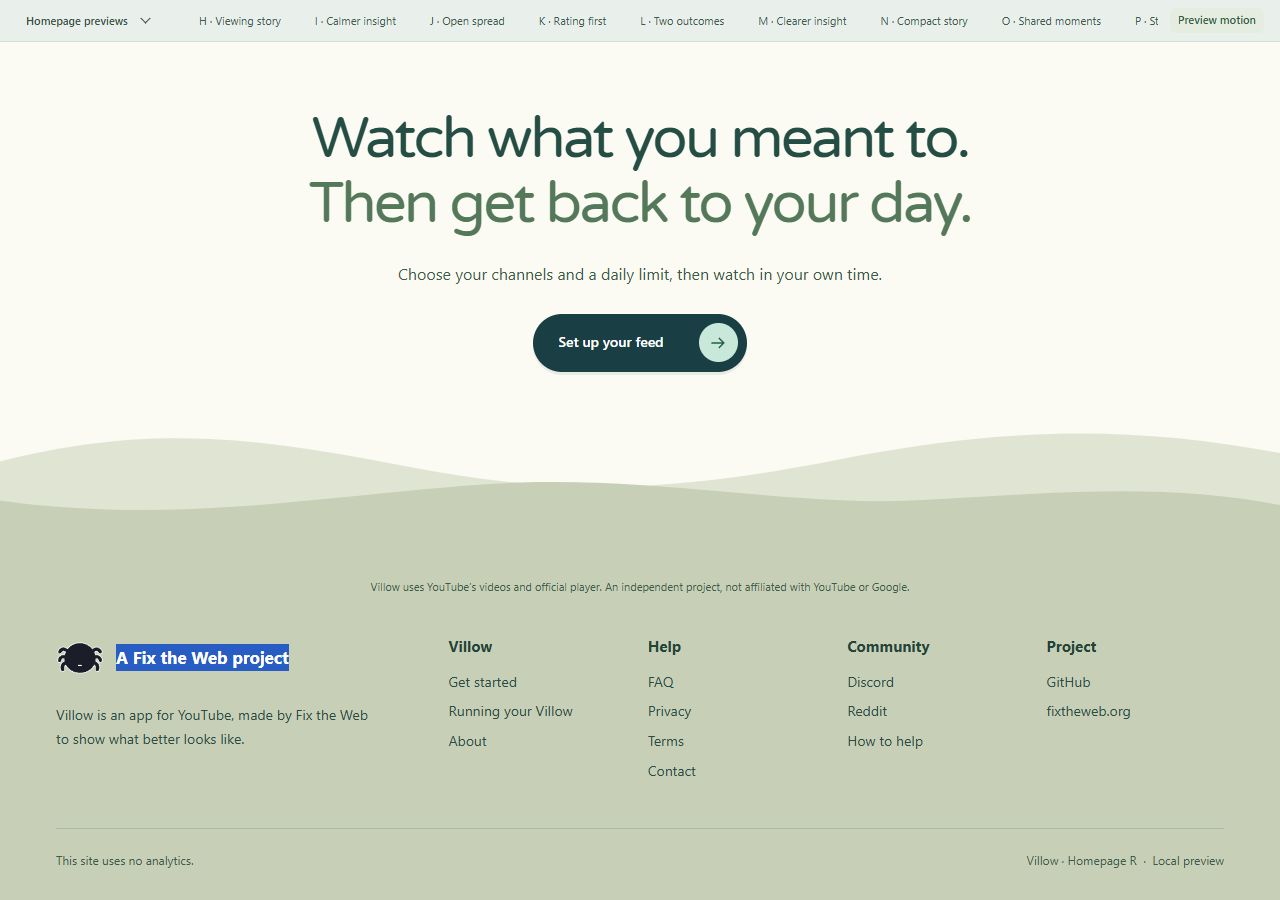 Homepage previews
H · Viewing story
I · Calmer insight
J · Open spread
K · Rating first
L · Two outcomes
M · Clearer insight
N · Compact story
O · Shared moments
P · St
Preview motion
Watch what you meant to.
Then get back to your day.
Choose your channels and a daily limit, then watch in your own time.
Set up your feed
Villow uses YouTube's videos and official player. An independent project, not affiliated with YouTube or Google.
A Fix the Web project
Villow is an app for YouTube, made by Fix the Web
to show what better looks like.
Villow
Get started
Running your Villow
About
Help
FAQ
Privacy
Terms
Contact
Community
Discord
Reddit
How to help
Project
GitHub
fixtheweb.org
This site uses no analytics.
Villow · Homepage R · Local preview